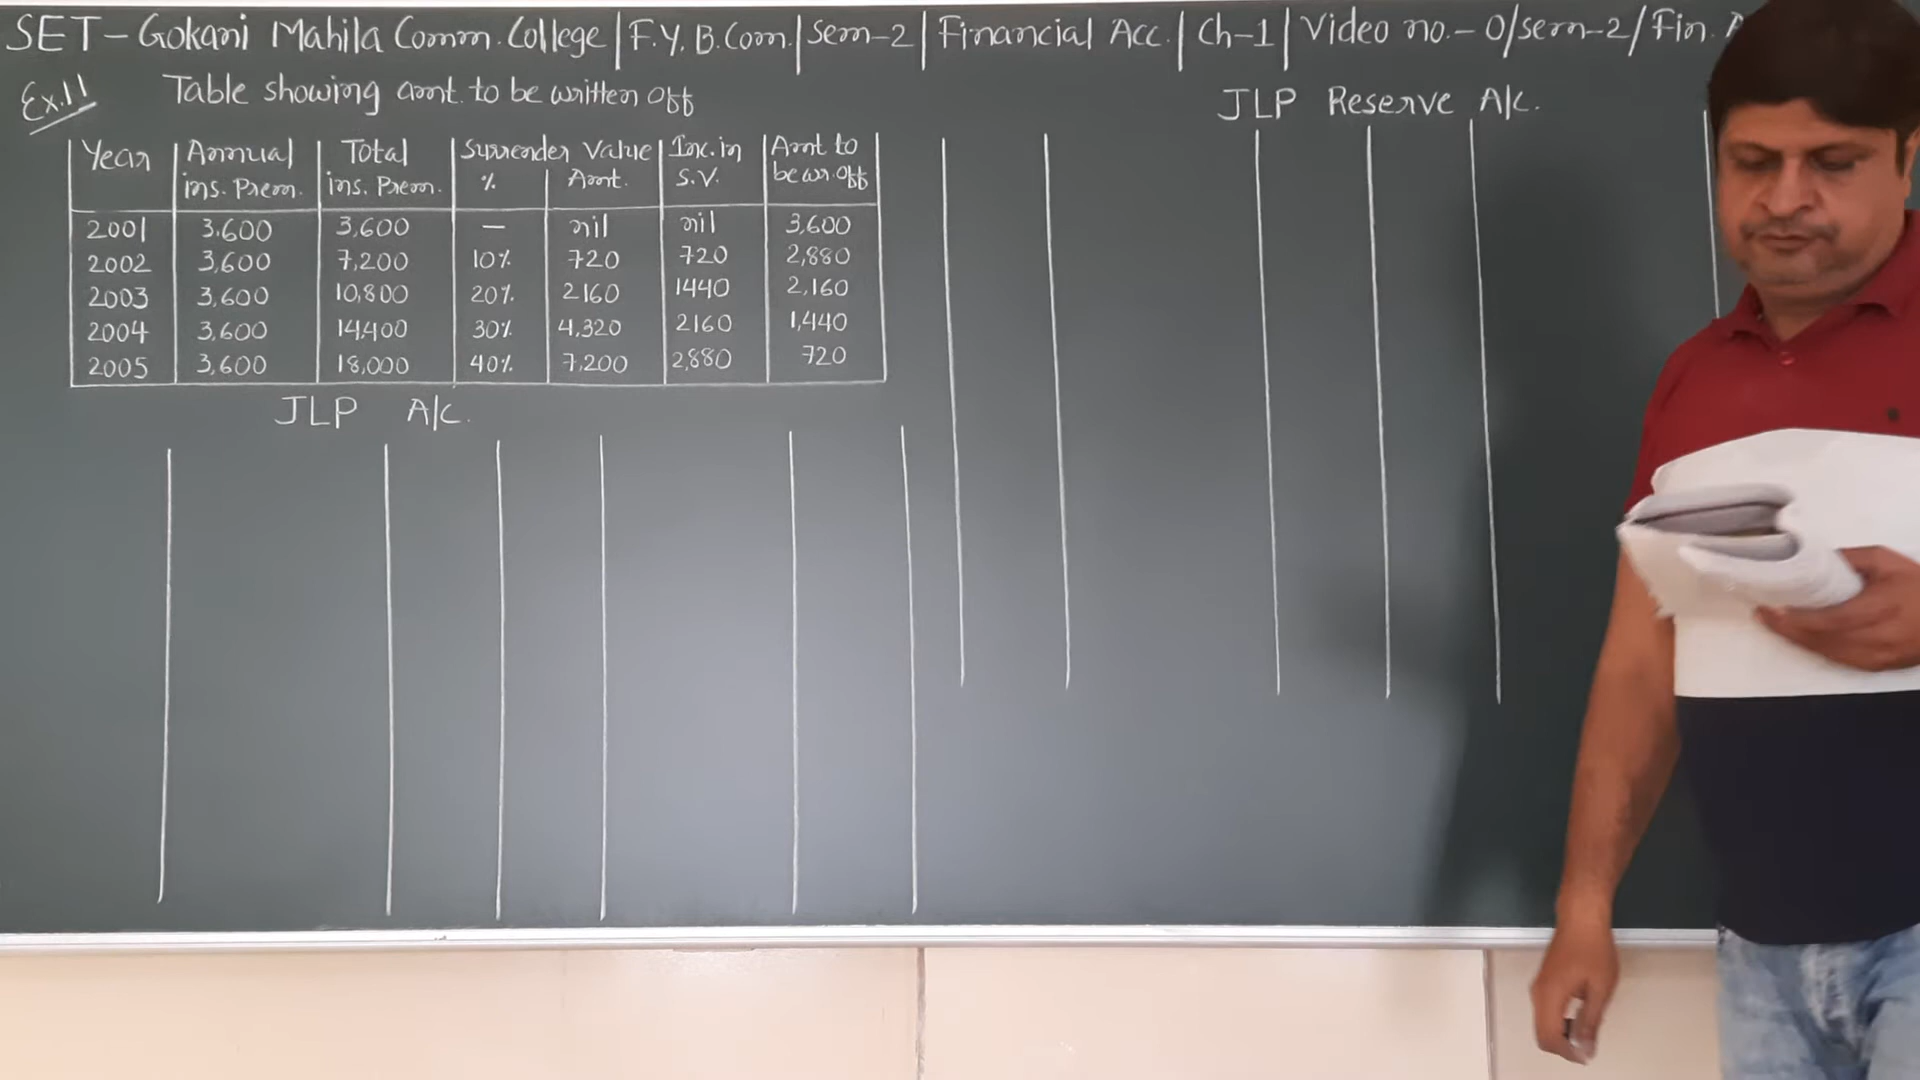 SET - Gokani Mahila Comm. College | F.Y. B.Com. | Sem-2 | Financial Acc. | Ch-1 | Video no. - 0/sem-2/Fin.
Ex.11 Table showing amt. to be written off
JLP Reserve A/c.
Year | Annual ins. Prem. | Total ins. Prem. | Surrender Value % | Amt. | Inc. in S.V. | Amt to be wr. off
2001 | 3,600 | 3,600 | — | nil | nil | 3,600
2002 | 3,600 | 7,200 | 10% | 720 | 720 | 2,880
2003 | 3,600 | 10,800 | 20% | 2160 | 1440 | 2,160
2004 | 3,600 | 14,400 | 30% | 4,320 | 2160 | 1,440
2005 | 3,600 | 18,000 | 40% | 7,200 | 2,880 | 720
JLP A/c.